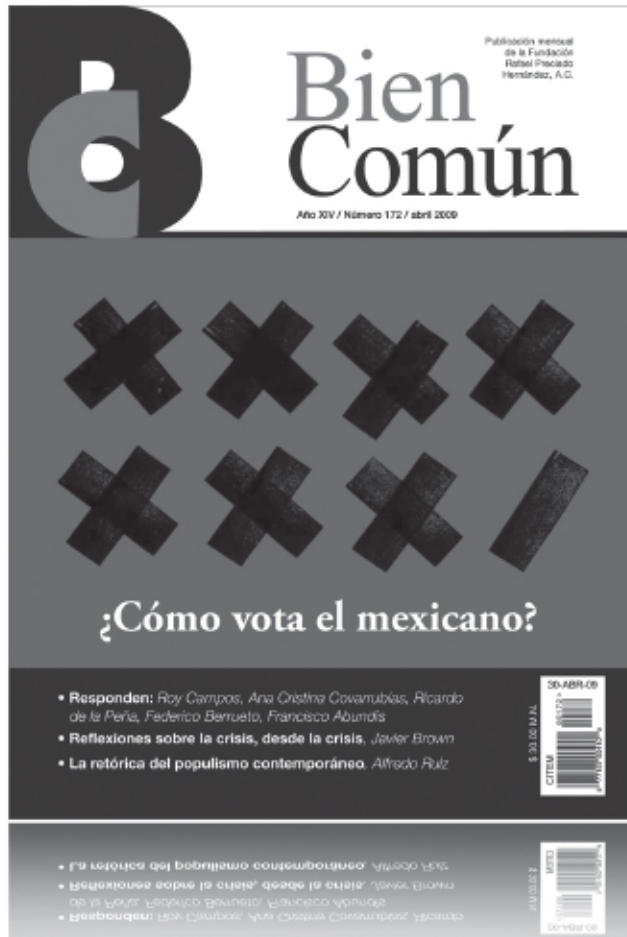 Publicación mensual
de la Fundación
Rafael Preciado
Hernández, A.C.
Bien
Común
Año XIV / Número 172 / abril 2009
¿Cómo vota el mexicano?
• Responden: Roy Campos, Ana Cristina Covarrubias, Ricardo
de la Peña, Federico Berrueto, Francisco Abundis
• Reflexiones sobre la crisis, desde la crisis, Javier Brown
• La retórica del populismo contemporáneo, Alfredo Ruiz
$ 30.00 M.N.
30-ABR-09
CITEM